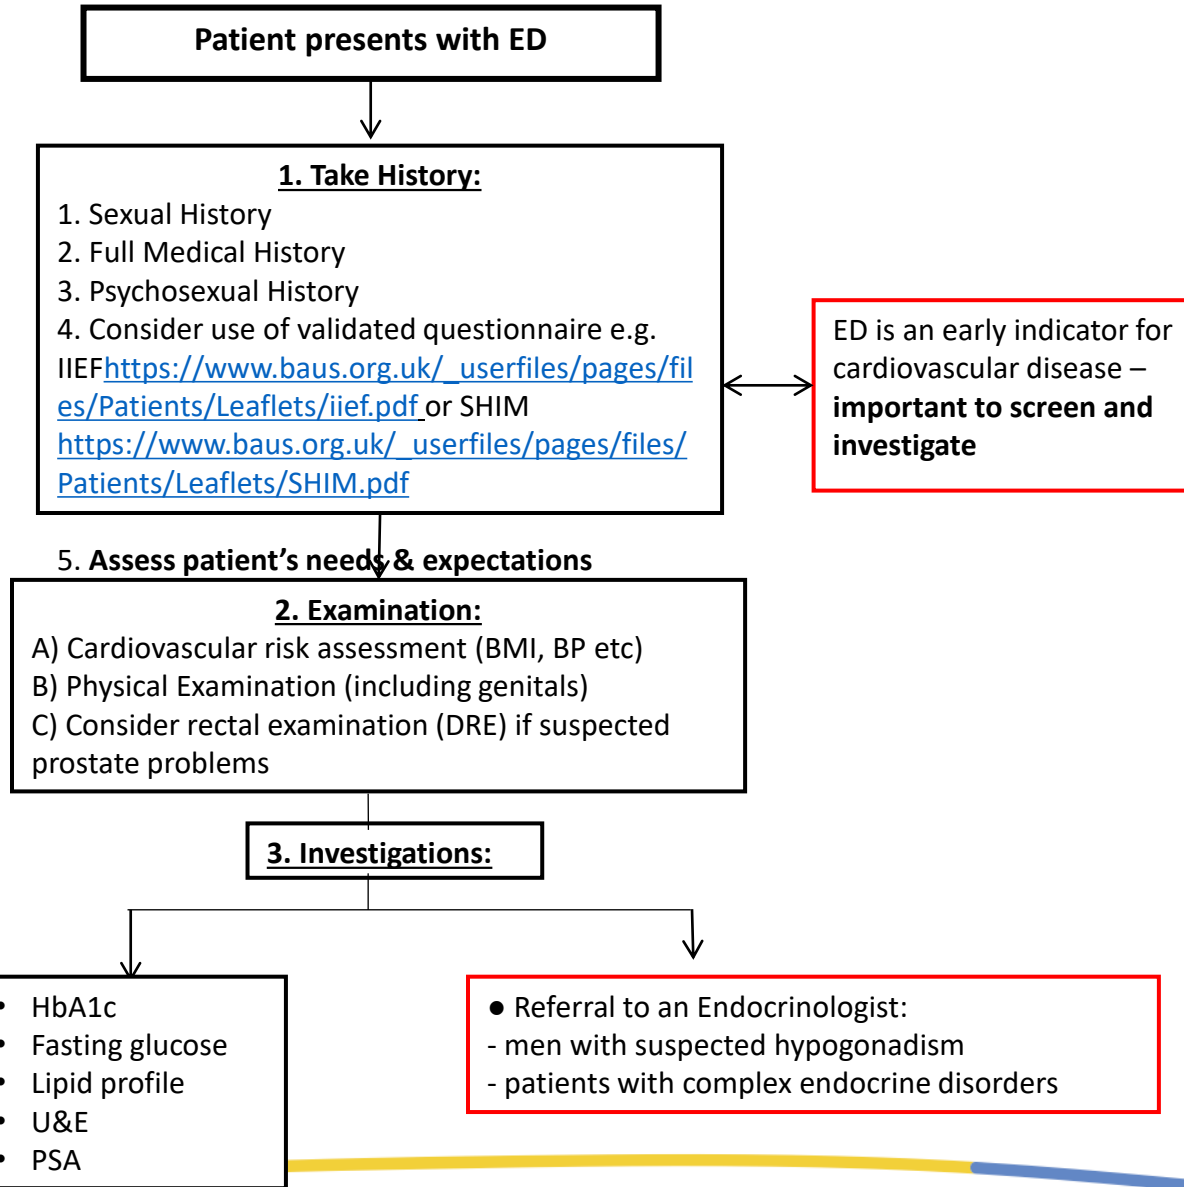 Patient presents with ED
1. Take History:
1. Sexual History
2. Full Medical History
3. Psychosexual History
4. Consider use of validated questionnaire e.g.
IIEFhttps://www.baus.org.uk/_userfiles/pages/fil
es/Patients/Leaflets/iief.pdf or SHIM
https://www.baus.org.uk/_userfiles/pages/files/
Patients/Leaflets/SHIM.pdf
ED is an early indicator for
cardiovascular disease –
important to screen and
investigate
5. Assess patient's needs & expectations
2. Examination:
A) Cardiovascular risk assessment (BMI, BP etc)
B) Physical Examination (including genitals)
C) Consider rectal examination (DRE) if suspected
prostate problems
3. Investigations:
• HbA1c
• Fasting glucose
• Lipid profile
• U&E
• PSA
● Referral to an Endocrinologist:
- men with suspected hypogonadism
- patients with complex endocrine disorders